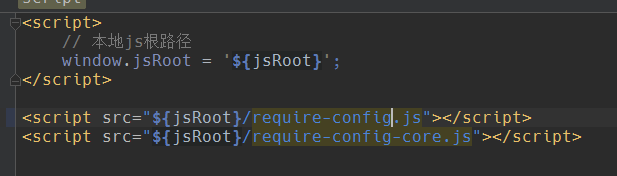 script
<script>
// 本地js根路径
window.jsRoot = '${jsRoot}';
</script>
<script src="${jsRoot}/require-config.js"></script>
<script src="${jsRoot}/require-config-core.js"></script>